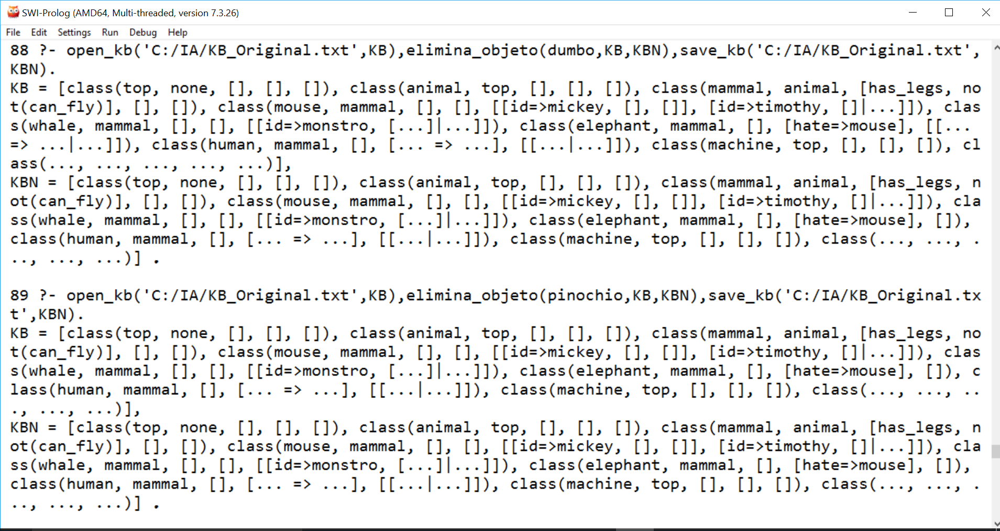 SWI-Prolog (AMD64, Multi-threaded, version 7.3.26)
File Edit Settings Run Debug Help
88 ?- open_kb('C:/IA/KB_Original.txt',KB),elimina_objeto(dumbo,KB,KBN),save_kb('C:/IA/KB_Original.txt',
KBN).
KB = [class(top, none, [], [], []), class(animal, top, [], [], []), class(mammal, animal, [has_legs, no
t(can_fly)], [], []), class(mouse, mammal, [], [], [[id=>mickey, [], []], [id=>timothy, []|...]]), clas
s(whale, mammal, [], [], [[id=>monstro, [...]|...]]), class(elephant, mammal, [], [hate=>mouse], [[...
=> ...|...]]), class(human, mammal, [], [... => ...], [[...|...]]), class(machine, top, [], [], []), cl
ass(..., ..., ..., ..., ...)],
KBN = [class(top, none, [], [], []), class(animal, top, [], [], []), class(mammal, animal, [has_legs, n
ot(can_fly)], [], []), class(mouse, mammal, [], [], [[id=>mickey, [], []], [id=>timothy, []|...]]), cla
ss(whale, mammal, [], [], [[id=>monstro, [...]|...]]), class(elephant, mammal, [], [hate=>mouse], []),
class(human, mammal, [], [... => ...], [[...|...]]), class(machine, top, [], [], []), class(..., ..., .
.., ..., ...)] .
89 ?- open_kb('C:/IA/KB_Original.txt',KB),elimina_objeto(pinochio,KB,KBN),save_kb('C:/IA/KB_Original.tx
t',KBN).
KB = [class(top, none, [], [], []), class(animal, top, [], [], []), class(mammal, animal, [has_legs, no
t(can_fly)], [], []), class(mouse, mammal, [], [], [[id=>mickey, [], []], [id=>timothy, []|...]]), clas
s(whale, mammal, [], [], [[id=>monstro, [...]|...]]), class(elephant, mammal, [], [hate=>mouse], []), c
lass(human, mammal, [], [... => ...], [[...|...]]), class(machine, top, [], [], []), class(..., ..., ..
., ..., ...)],
KBN = [class(top, none, [], [], []), class(animal, top, [], [], []), class(mammal, animal, [has_legs, n
ot(can_fly)], [], []), class(mouse, mammal, [], [], [[id=>mickey, [], []], [id=>timothy, []|...]]), cla
ss(whale, mammal, [], [], [[id=>monstro, [...]|...]]), class(elephant, mammal, [], [hate=>mouse], []),
class(human, mammal, [], [... => ...], [[...|...]]), class(machine, top, [], [], []), class(..., ..., .
.., ..., ...)] .